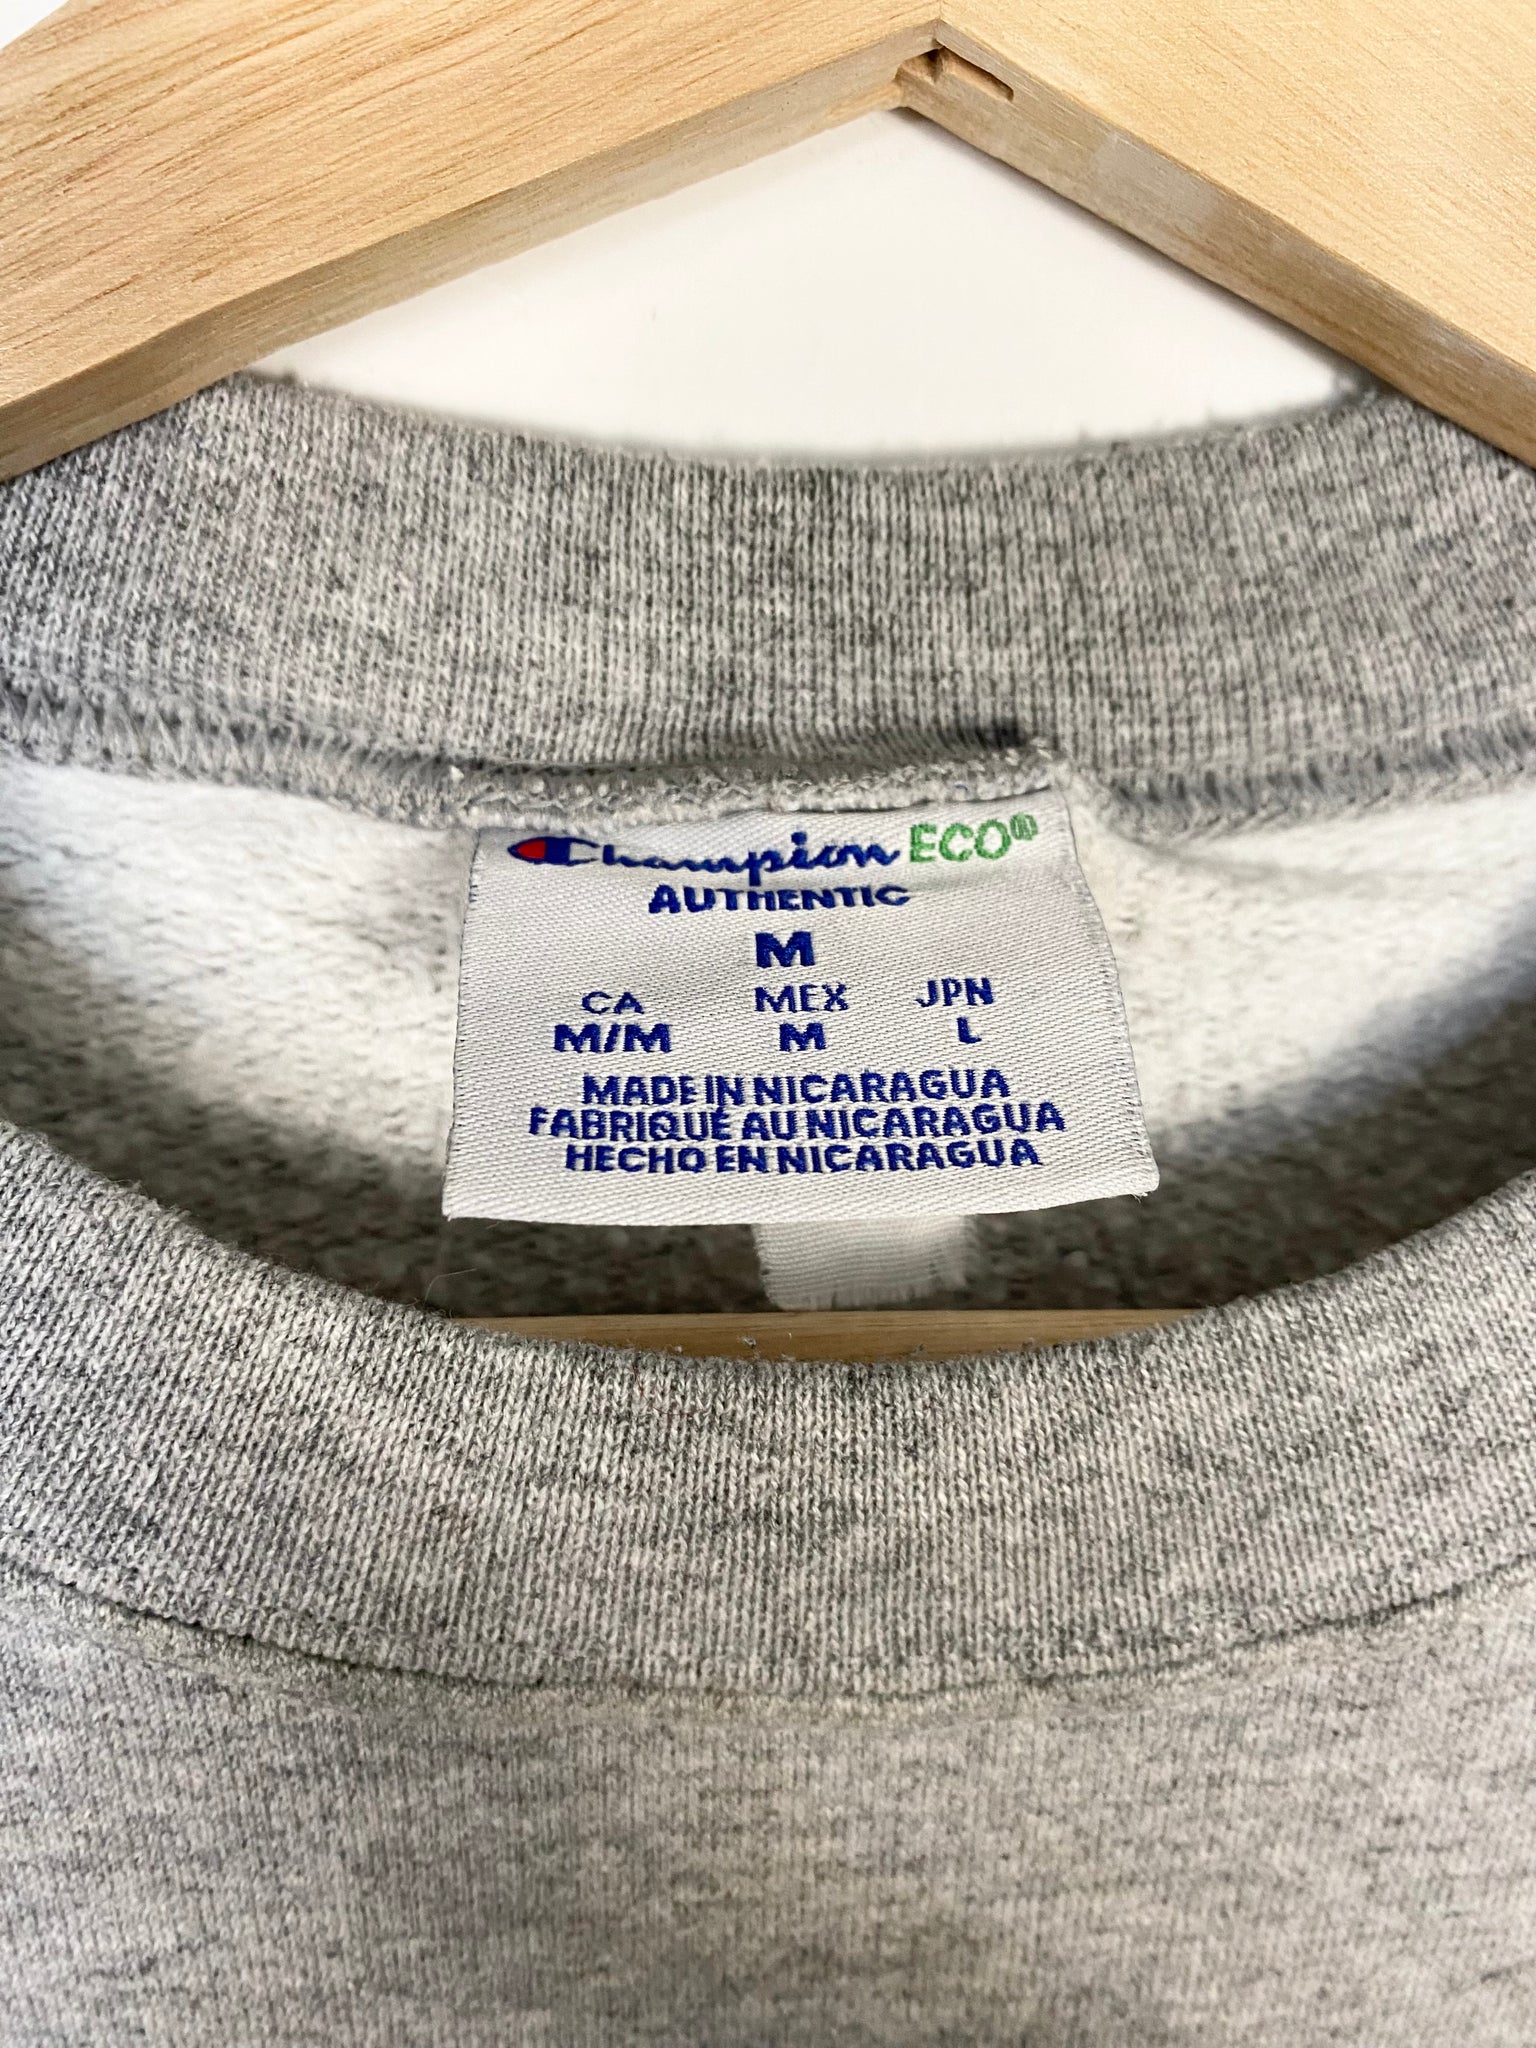 Champion ECO®
AUTHENTIC
M
CA MEX JPN
M/M M L
MADE IN NICARAGUA
FABRIQUÉ AU NICARAGUA
HECHO EN NICARAGUA